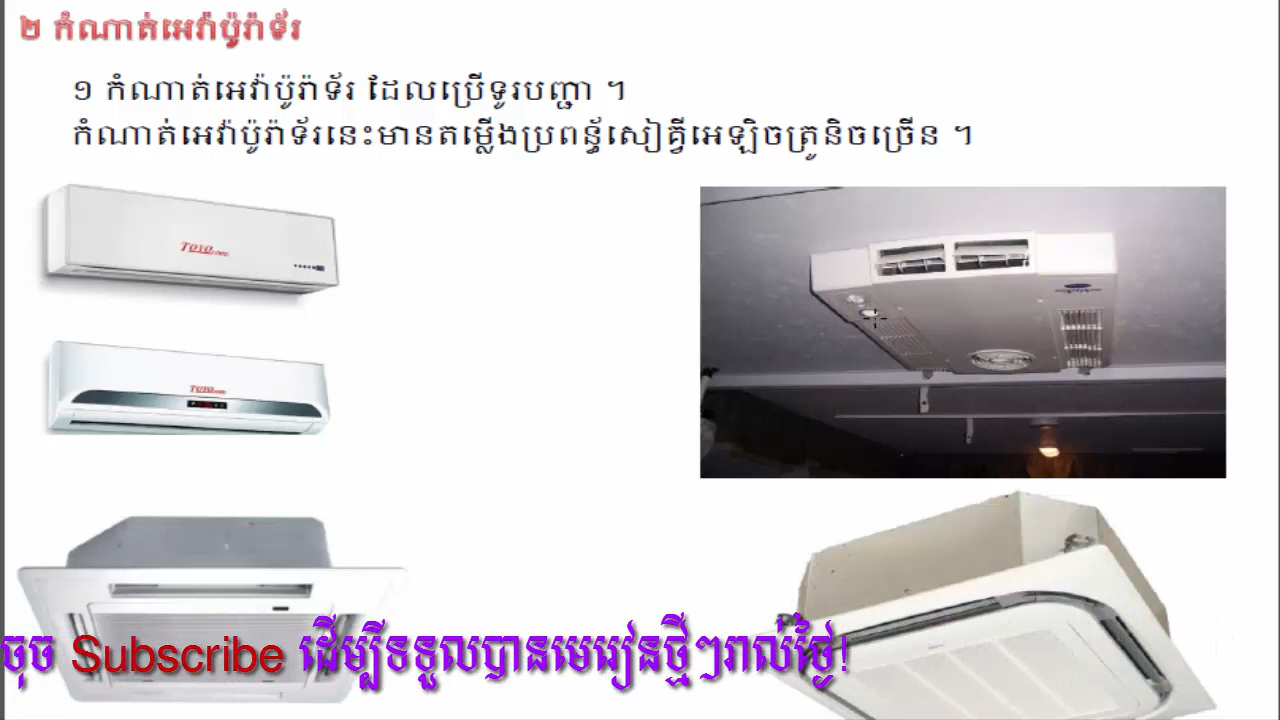 ២ កំណាត់អេវ៉ាប៉ូរ៉ាទ័រ
១ កំណាត់អេវ៉ាប៉ូរ៉ាទ័រ ដែលប្រើទូរបញ្ជា ។
កំណាត់អេវ៉ាប៉ូរ៉ាទ័រនេះមានតម្លើងប្រពន្ធ័សៀគ្វីអេឡិចត្រូនិចច្រើន ។
TOYO
TOYO
ចុច Subscribe ដើម្បីទទួលបានមេរៀនថ្មីៗរាល់ថ្ងៃ!